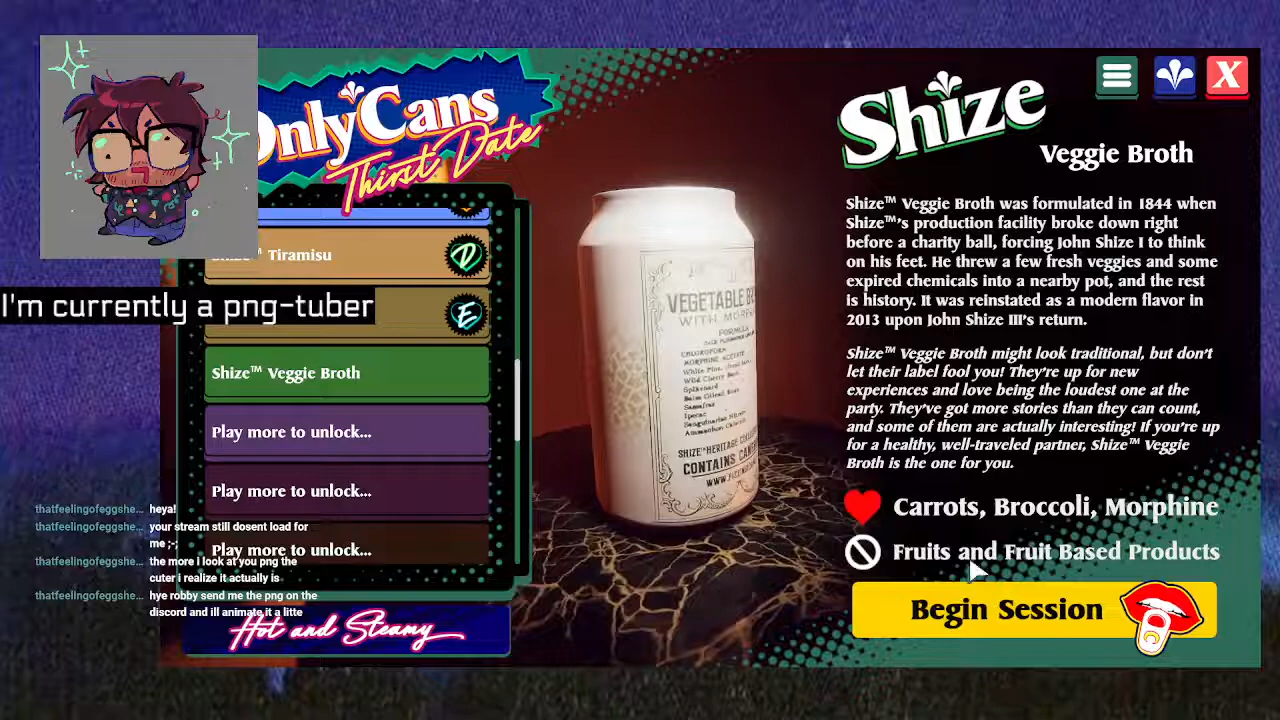 OnlyCans
Thirst Date
Shize™ Tiramisu
D
I'm currently a png-tuber
E
Shize™ Veggie Broth
Play more to unlock...
Play more to unlock...
Play more to unlock...
thatfeelingofeggshe... heya!
thatfeelingofeggshe... your stream still dosent load for
me ;-;
thatfeelingofeggshe... the more i look at you png the
cuter i realize it actually is
thatfeelingofeggshe... hye robby send me the png on the
discord and ill animate it a litte
Hot and Steamy
VEGETABLE
FORMULA
CHLOROFORM
MORPHINE ACETATE
Wild Cherry
Sassafras
Ipecac
SHIZE™HERITAGE
CONTAINS
X
Shize
Veggie Broth
Shize™ Veggie Broth was formulated in 1844 when
Shize™'s production facility broke down right
before a charity ball, forcing John Shize I to think
on his feet. He threw a few fresh veggies and some
expired chemicals into a nearby pot, and the rest
is history. It was reinstated as a modern flavor in
2013 upon John Shize III's return.
Shize™ Veggie Broth might look traditional, but don't
let their label fool you! They're up for new
experiences and love being the loudest one at the
party. They've got more stories than they can count,
and some of them are actually interesting! If you're up
for a healthy, well-traveled partner, Shize™ Veggie
Broth is the one for you.
Carrots, Broccoli, Morphine
Fruits and Fruit Based Products
Begin Session